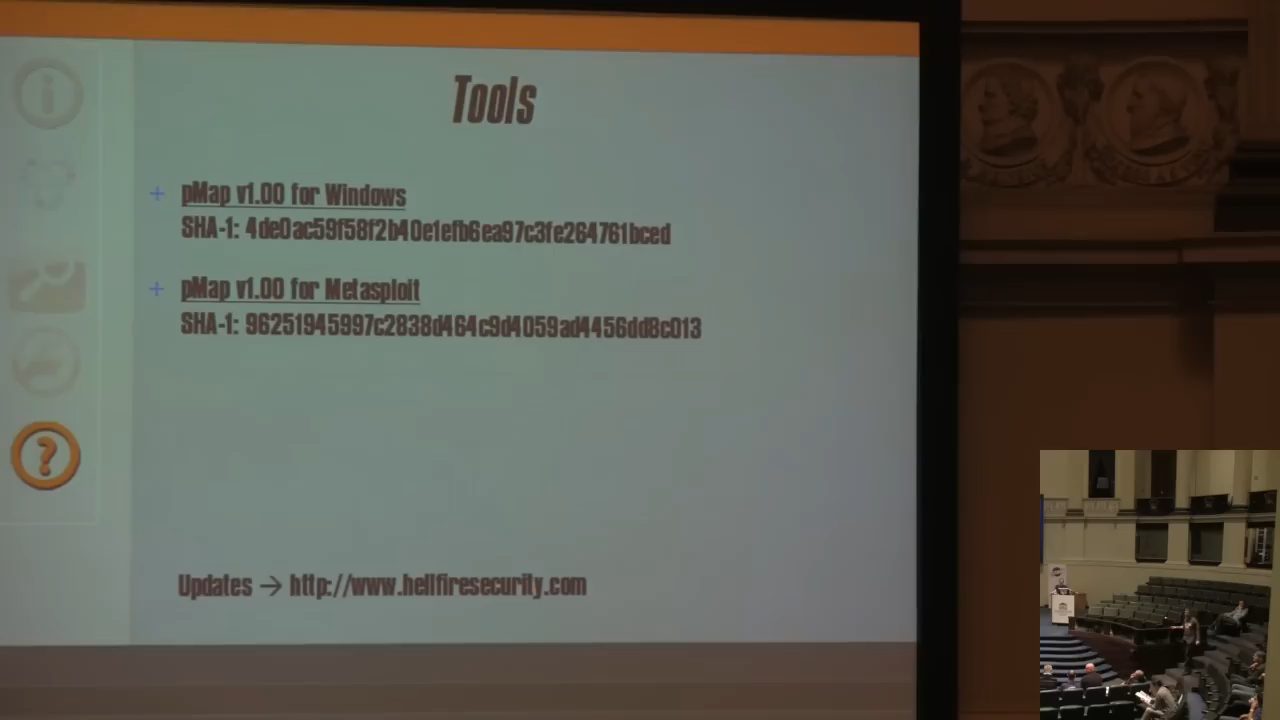 Tools
+ pMap v1.00 for Windows
SHA-1: 4de0ac59f58f2b40e1efb6ea97c3fe264761bced
+ pMap v1.00 for Metasploit
SHA-1: 96251945997c2838d464c9d4059ad4456dd8c013
Updates → http://www.hellfiresecurity.com